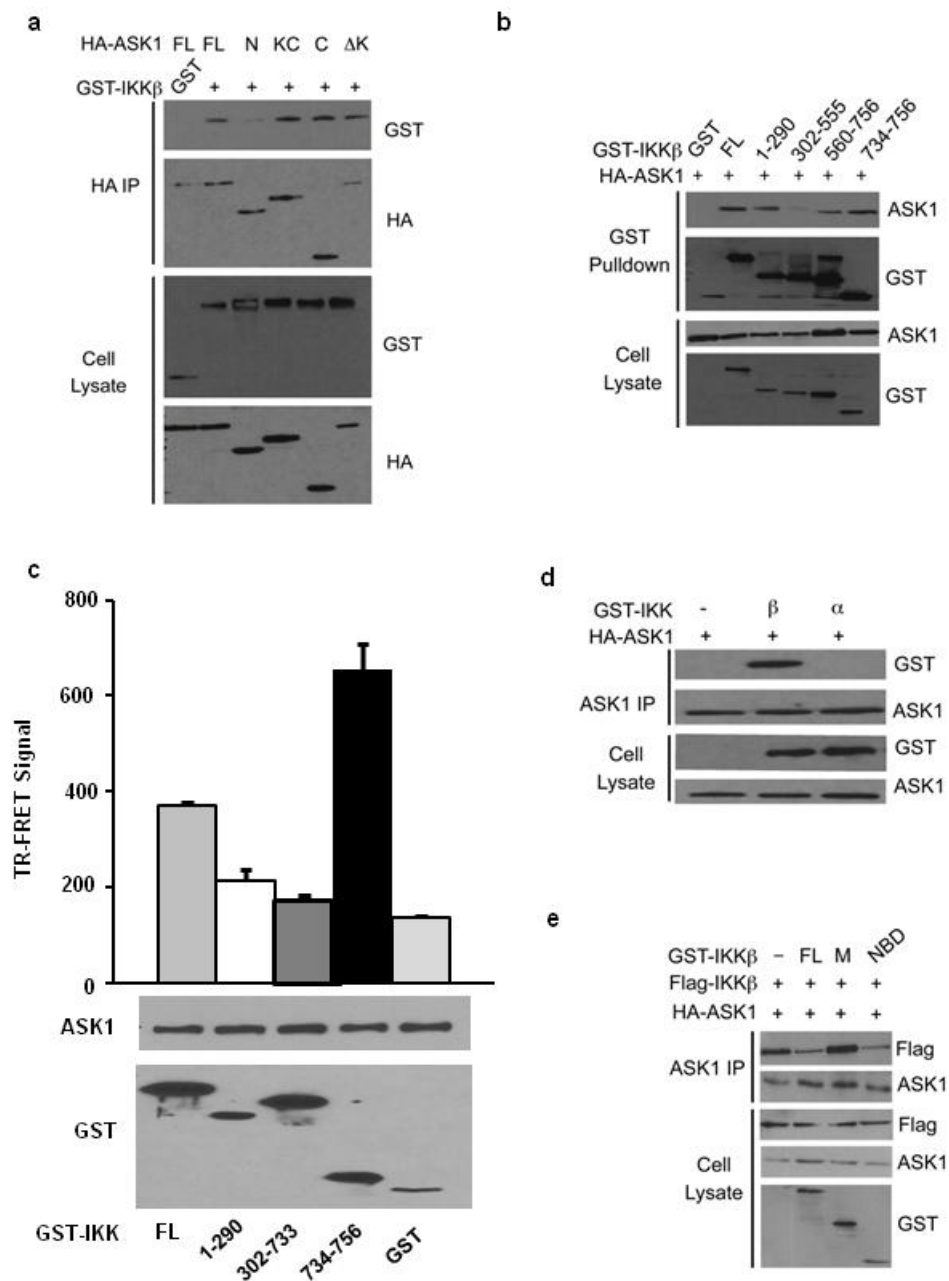 a
HA-ASK1 FL FL N KC C ΔK
GST-IKKβ GST + + + + +
HA IP
GST
HA
Cell Lysate
GST
HA
b
GST-IKKβ GST FL 1-290 302-555 560-756 734-756
HA-ASK1 + + + + + +
GST Pulldown
ASK1
GST
Cell Lysate
ASK1
GST
c
TR-FRET Signal
800
600
400
200
0
ASK1
GST
GST-IKK FL 1-290 302-733 734-756 GST
d
GST-IKK - β α
HA-ASK1 + + +
ASK1 IP
GST
ASK1
Cell Lysate
GST
ASK1
e
GST-IKKβ – FL M NBD
Flag-IKKβ + + + +
HA-ASK1 + + + +
ASK1 IP
Flag
ASK1
Cell Lysate
Flag
ASK1
GST